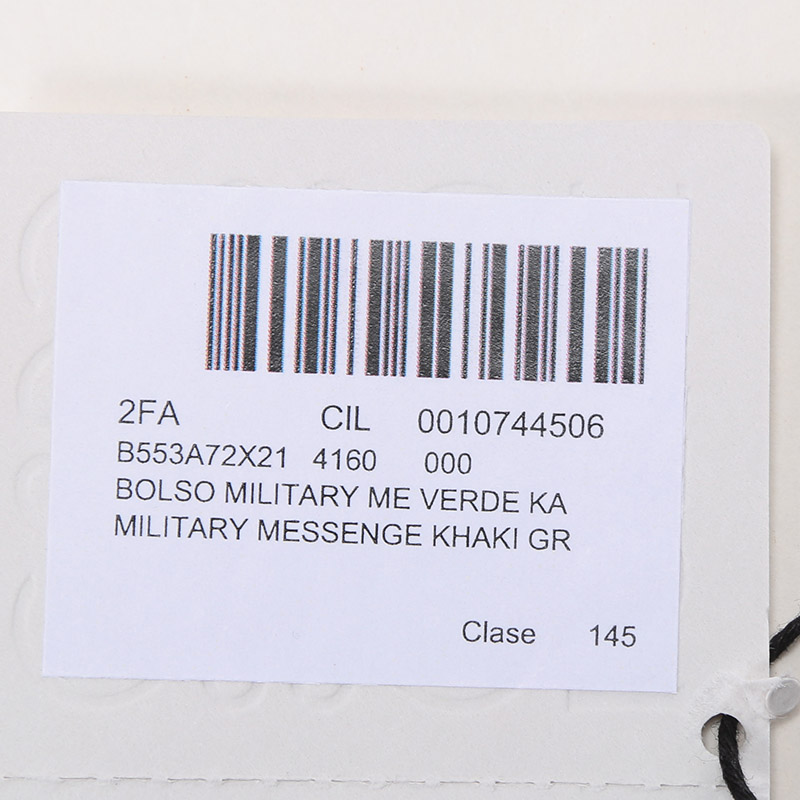 2FA CIL 0010744506
B553A72X21 4160 000
BOLSO MILITARY ME VERDE KA
MILITARY MESSENGE KHAKI GR
Clase 145